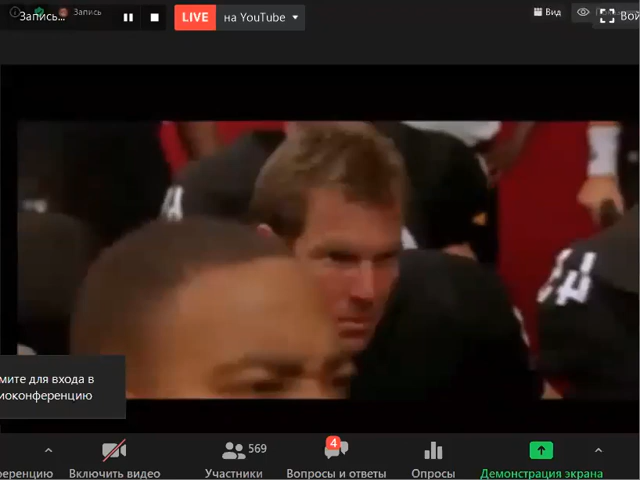 Запись...
Запись
LIVE
на YouTube
Вид
Вой
мите для входа в
иоконференцию
569
4
еренцию
Включить видео
Участники
Вопросы и ответы
Опросы
Демонстрация экрана